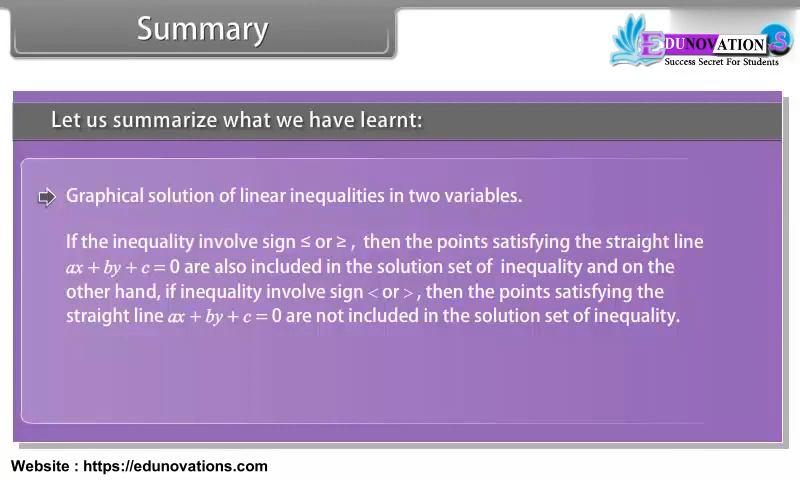 Summary
EDUNOVATIONS
Success Secret For Students
Let us summarize what we have learnt:
Graphical solution of linear inequalities in two variables.
If the inequality involve sign ≤ or ≥ , then the points satisfying the straight line
ax + by + c = 0 are also included in the solution set of inequality and on the
other hand, if inequality involve sign < or > , then the points satisfying the
straight line ax + by + c = 0 are not included in the solution set of inequality.
Website : https://edunovations.com